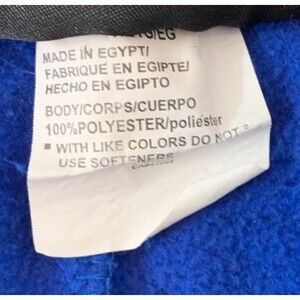 MADE IN EGYPT/
FABRIQUÉ EN EGIPTE/
HECHO EN EGIPTO
BODY/CORPS/CUERPO
100%POLYESTER/poliéster
▪ WITH LIKE COLORS DO NOT
USE SOFTENERS